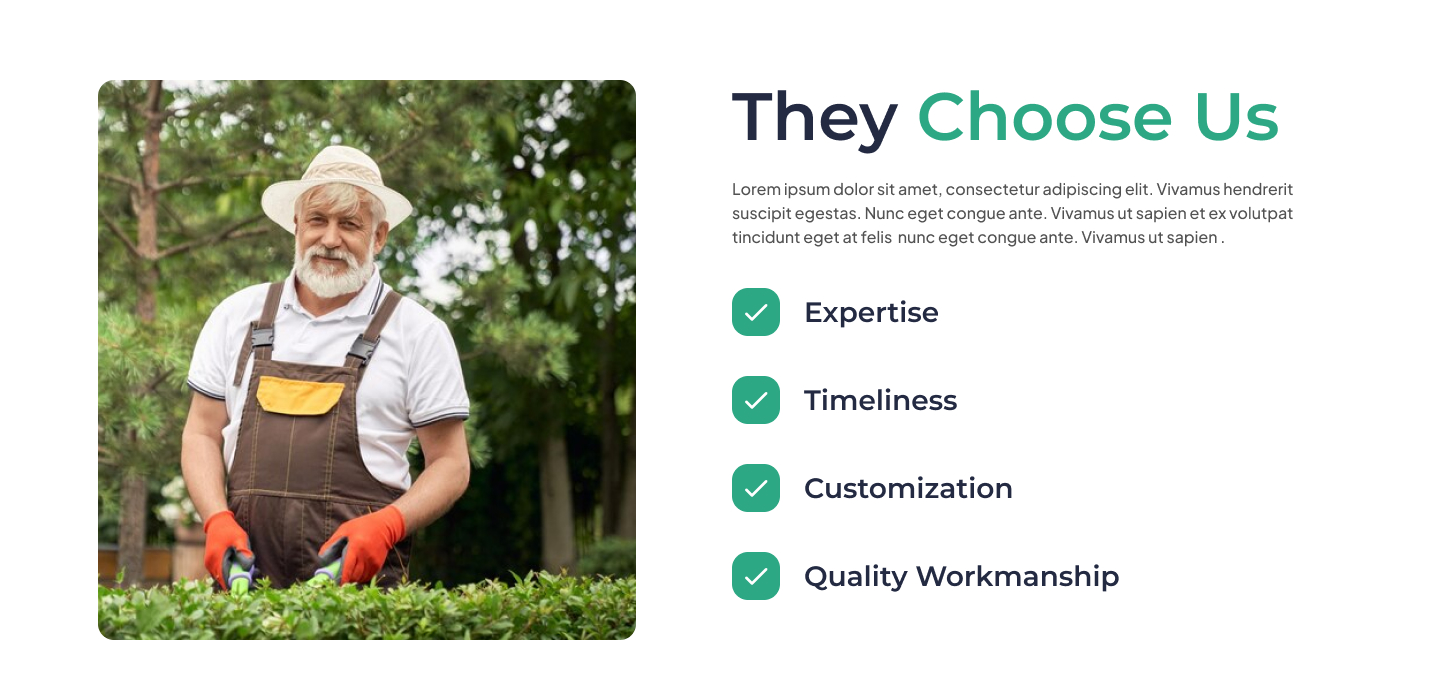 They Choose Us
Lorem ipsum dolor sit amet, consectetur adipiscing elit. Vivamus hendrerit
suscipit egestas. Nunc eget congue ante. Vivamus ut sapien et ex volutpat
tincidunt eget at felis  nunc eget congue ante. Vivamus ut sapien .
Expertise
Timeliness
Customization
Quality Workmanship